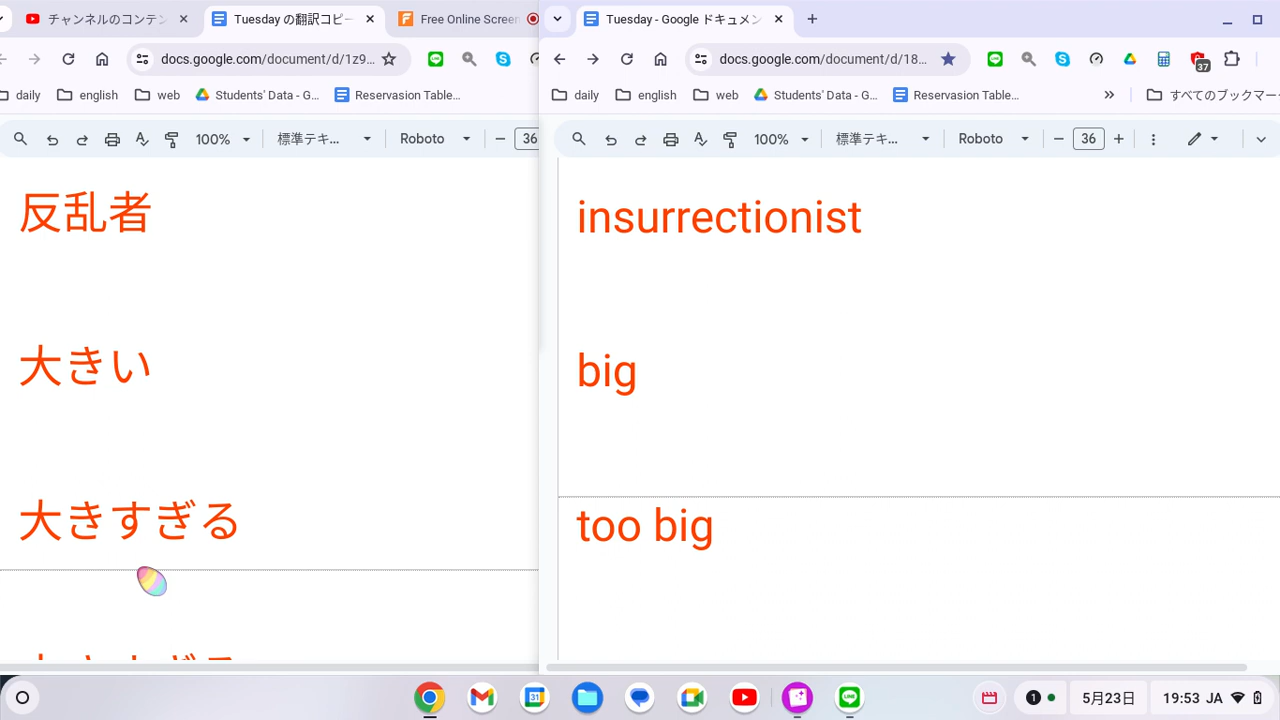 チャンネルのコンテン
Tuesday の翻訳コピー
Free Online Screen
Tuesday - Google ドキュメン
docs.google.com/document/d/1z9...
docs.google.com/document/d/18...
37
daily
english
web
Students' Data - G...
Reservasion Table...
daily
english
web
Students' Data - G...
Reservasion Table...
すべてのブックマー
100%
標準テキ...
Roboto
36
100%
標準テキ...
Roboto
36
反乱者
insurrectionist
大きい
big
大きすぎる
too big
31
LINE
1
5月23日
19:53
JA